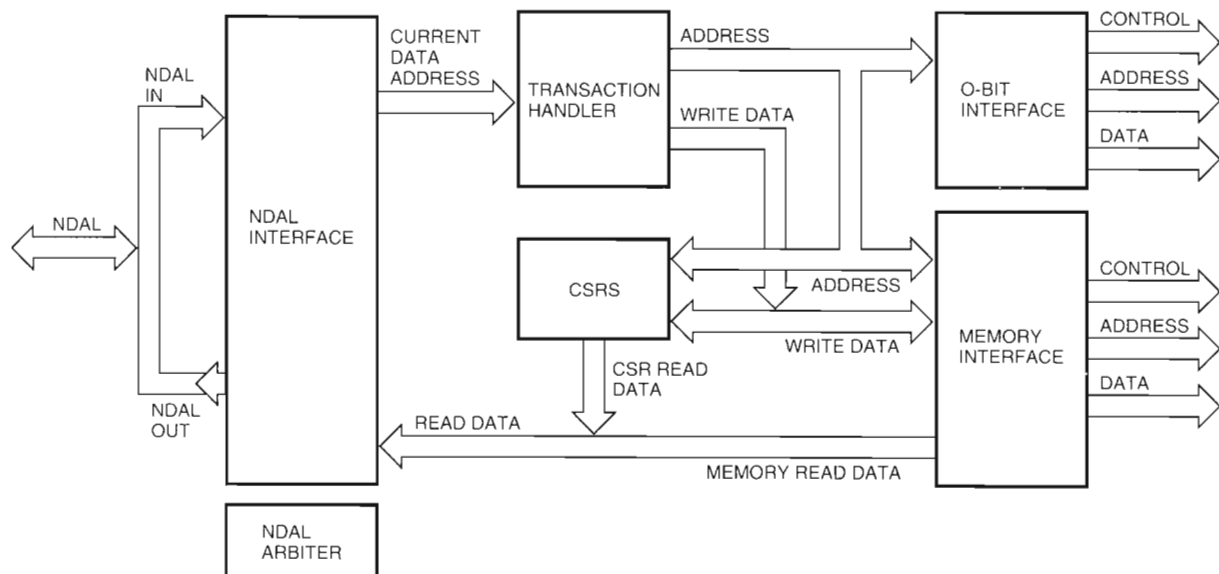 NDAL
NDAL
IN
NDAL
OUT
NDAL
INTERFACE
NDAL
ARBITER
CURRENT
DATA
ADDRESS
TRANSACTION
HANDLER
ADDRESS
WRITE DATA
CSRS
ADDRESS
WRITE DATA
CSR READ
DATA
READ DATA
MEMORY READ DATA
O-BIT
INTERFACE
CONTROL
ADDRESS
DATA
MEMORY
INTERFACE
CONTROL
ADDRESS
DATA